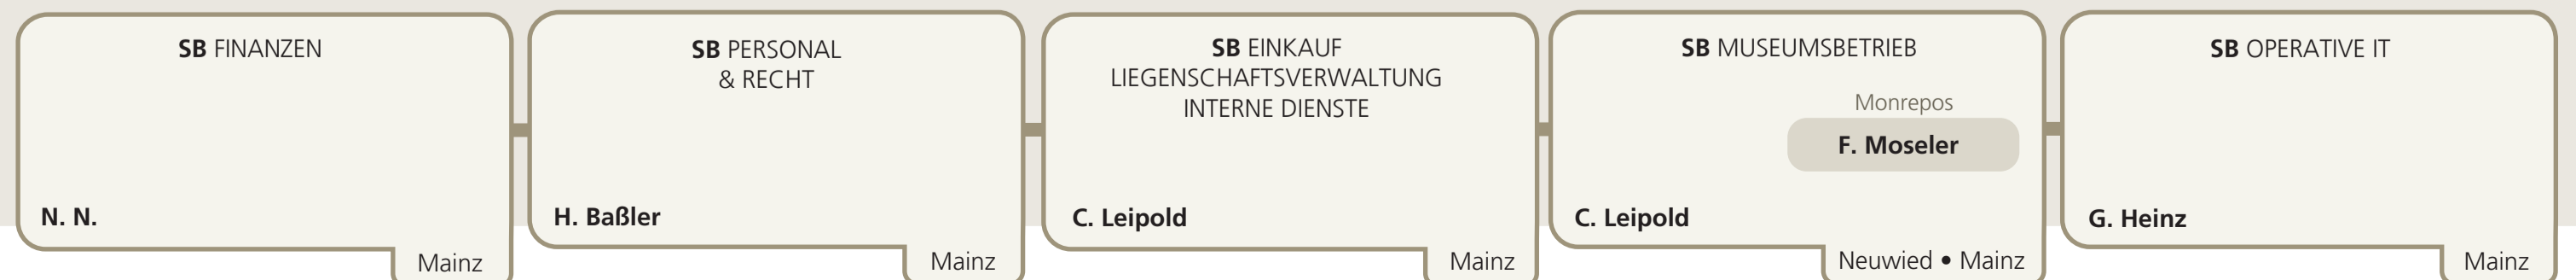 SB FINANZEN
N. N.
Mainz
SB PERSONAL
& RECHT
H. Baßler
Mainz
SB EINKAUF
LIEGENSCHAFTSVERWALTUNG
INTERNE DIENSTE
C. Leipold
Mainz
SB MUSEUMSBETRIEB
Monrepos
F. Moseler
C. Leipold
Neuwied • Mainz
SB OPERATIVE IT
G. Heinz
Mainz